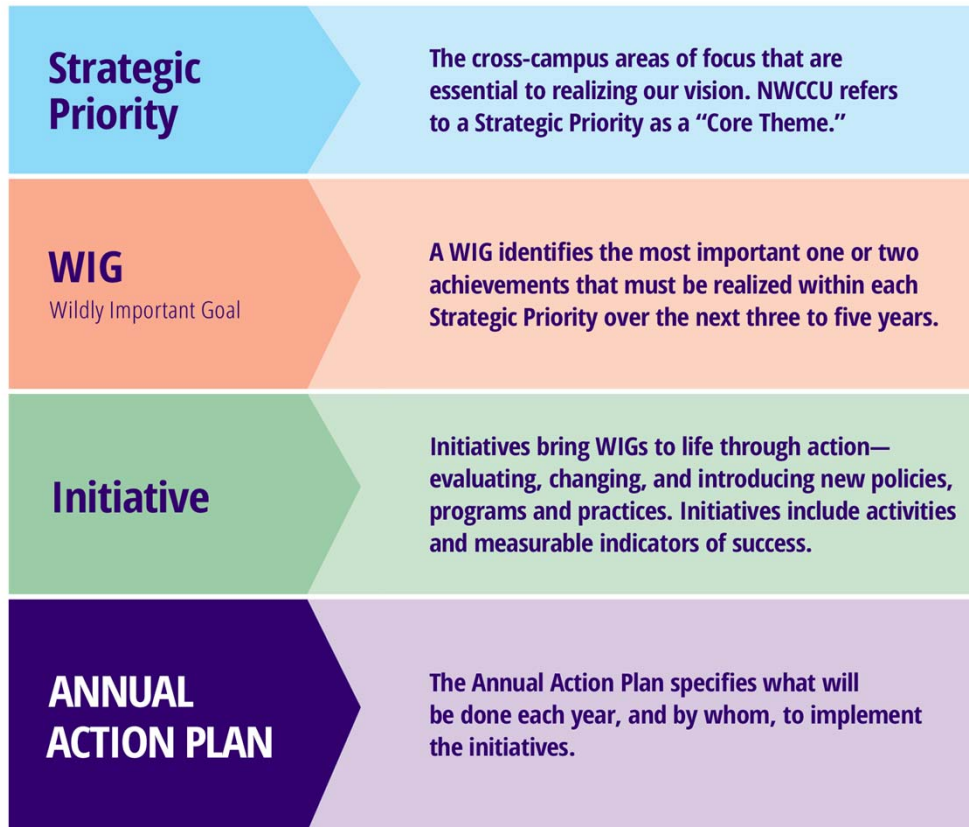 Strategic
Priority
The cross-campus areas of focus that are
essential to realizing our vision. NWCCU refers
to a Strategic Priority as a “Core Theme.”
WIG
Wildly Important Goal
A WIG identifies the most important one or two
achievements that must be realized within each
Strategic Priority over the next three to five years.
Initiative
Initiatives bring WIGs to life through action—
evaluating, changing, and introducing new policies,
programs and practices. Initiatives include activities
and measurable indicators of success.
ANNUAL
ACTION PLAN
The Annual Action Plan specifies what will
be done each year, and by whom, to implement
the initiatives.